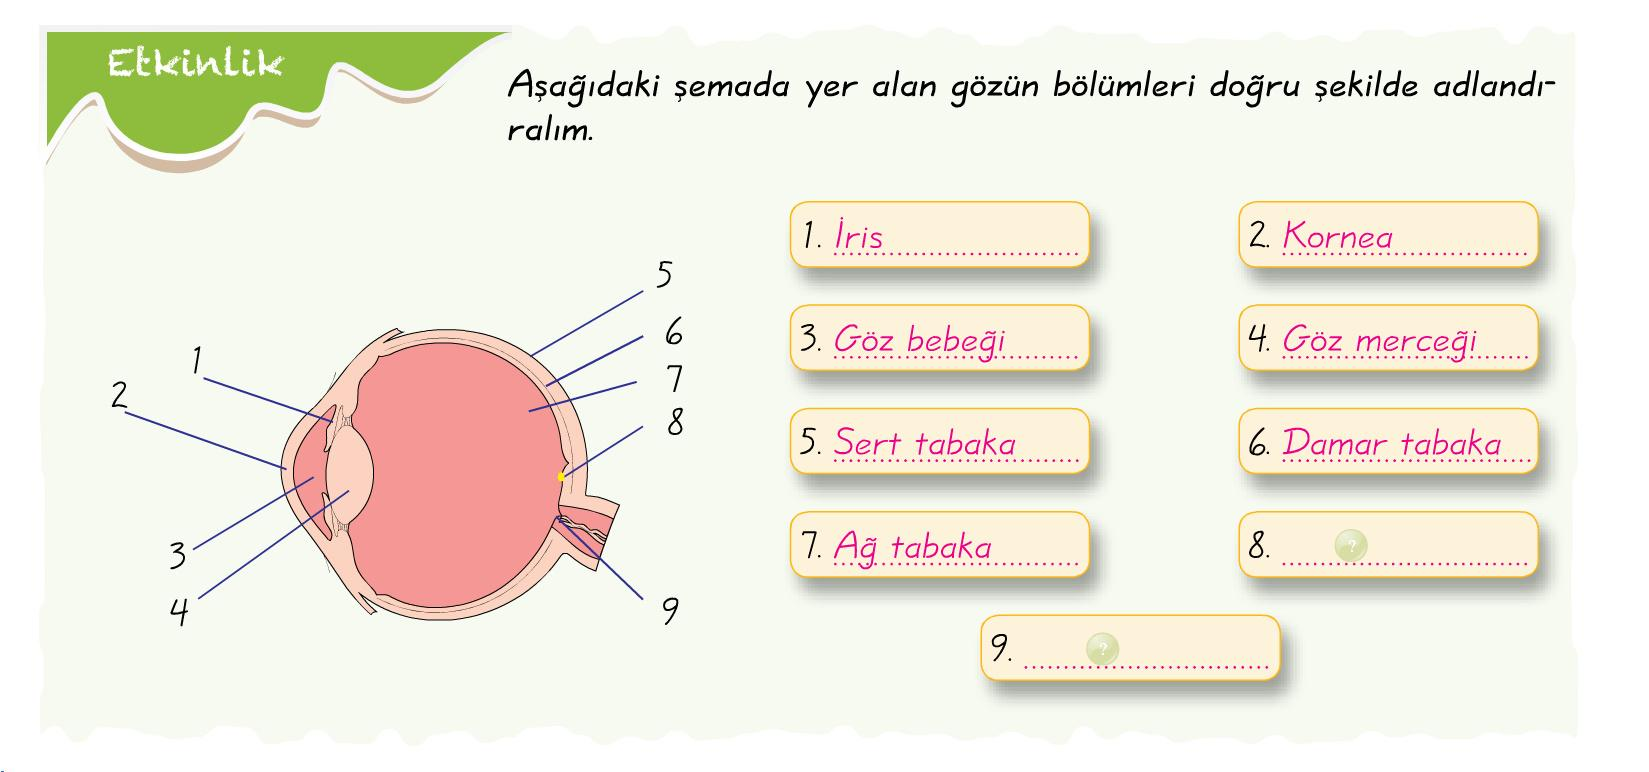 Etkinlik
Aşağıdaki şemada yer alan gözün bölümleri doğru şekilde adlandı-
ralım.
1. İris
2. Kornea
3. Göz bebeği
4. Göz merceği
5. Sert tabaka
6. Damar tabaka
7. Ağ tabaka
8. ?
9. ?
1
2
3
4
5
6
7
8
9